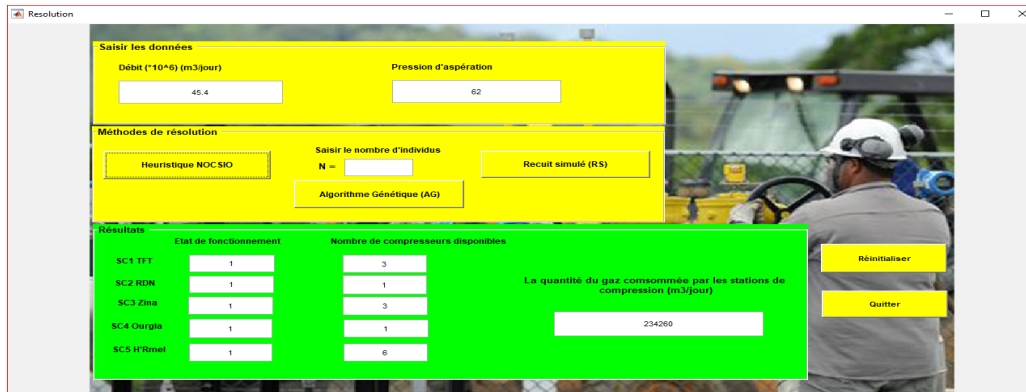 Resolution
Saisir les données
Débit (*10^6) (m3/jour)
Pression d'aspération
45.4
62
Méthodes de résolution
Heuristique NOCSIO
Saisir le nombre d'individus
N =
Recuit simulé (RS)
Algorithme Génétique (AG)
Résultats
Etat de fonctionnement
Nombre de compresseurs disponibles
SC1 TFT
1
3
SC2 RDN
1
1
SC3 Zina
1
3
SC4 Ourgla
1
1
SC5 H'Rmel
1
6
La quantité du gaz comsommée par les stations de
compression (m3/jour)
234260
Réinitialiser
Quitter